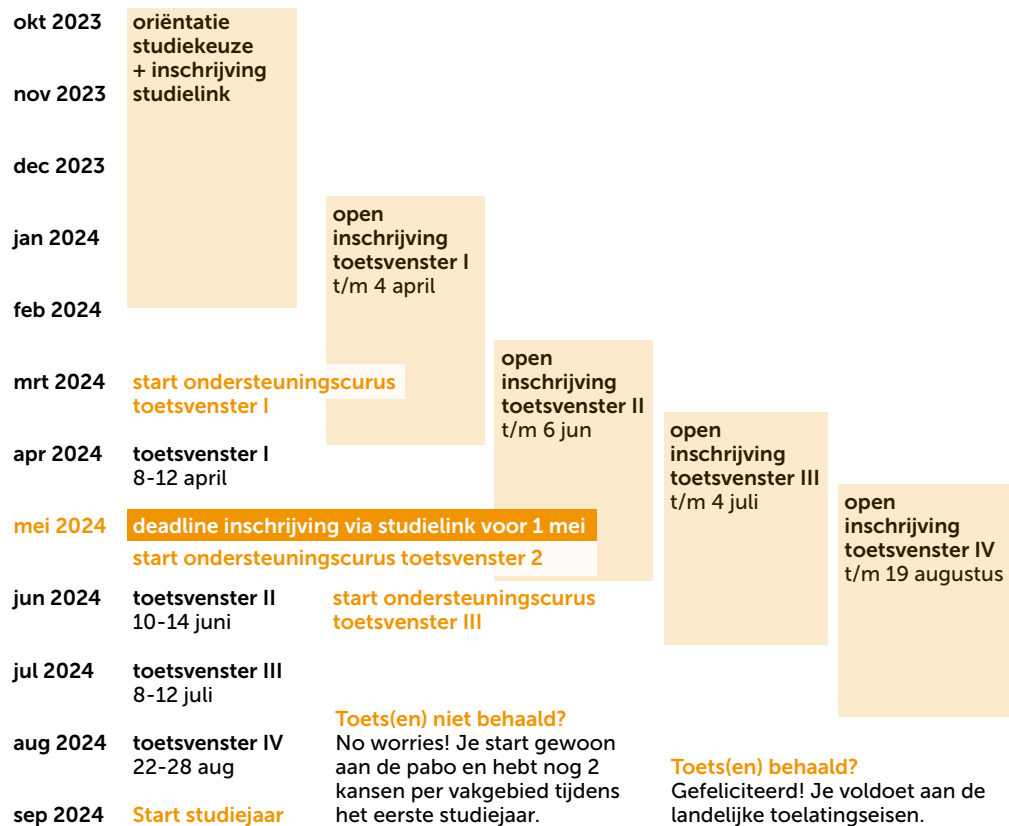 okt 2023
oriëntatie
studiekeuze
+ inschrijving
studielink
nov 2023
dec 2023
jan 2024
open
inschrijving
toetsvenster I
t/m 4 april
feb 2024
mrt 2024
start ondersteuningscurus
toetsvenster I
open
inschrijving
toetsvenster II
t/m 6 jun
apr 2024
toetsvenster I
8-12 april
open
inschrijving
toetsvenster III
t/m 4 juli
mei 2024
deadline inschrijving via studielink voor 1 mei
start ondersteuningscurus toetsvenster 2
open
inschrijving
toetsvenster IV
t/m 19 augustus
jun 2024
toetsvenster II
10-14 juni
start ondersteuningscurus
toetsvenster III
jul 2024
toetsvenster III
8-12 juli
aug 2024
toetsvenster IV
22-28 aug
Toets(en) niet behaald?
No worries! Je start gewoon
aan de pabo en hebt nog 2
kansen per vakgebied tijdens
het eerste studiejaar.
Toets(en) behaald?
Gefeliciteerd! Je voldoet aan de
landelijke toelatingseisen.
sep 2024
Start studiejaar